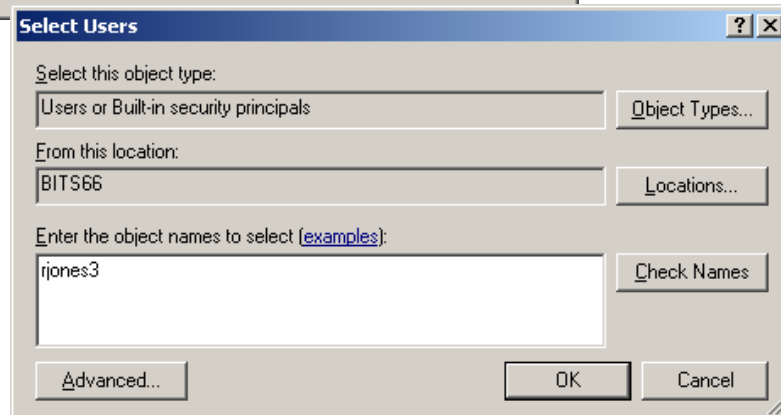 Select Users
Select this object type:
Users or Built-in security principals
Object Types...
From this location:
BITS66
Locations...
Enter the object names to select (examples):
rjones3
Check Names
Advanced...
OK
Cancel